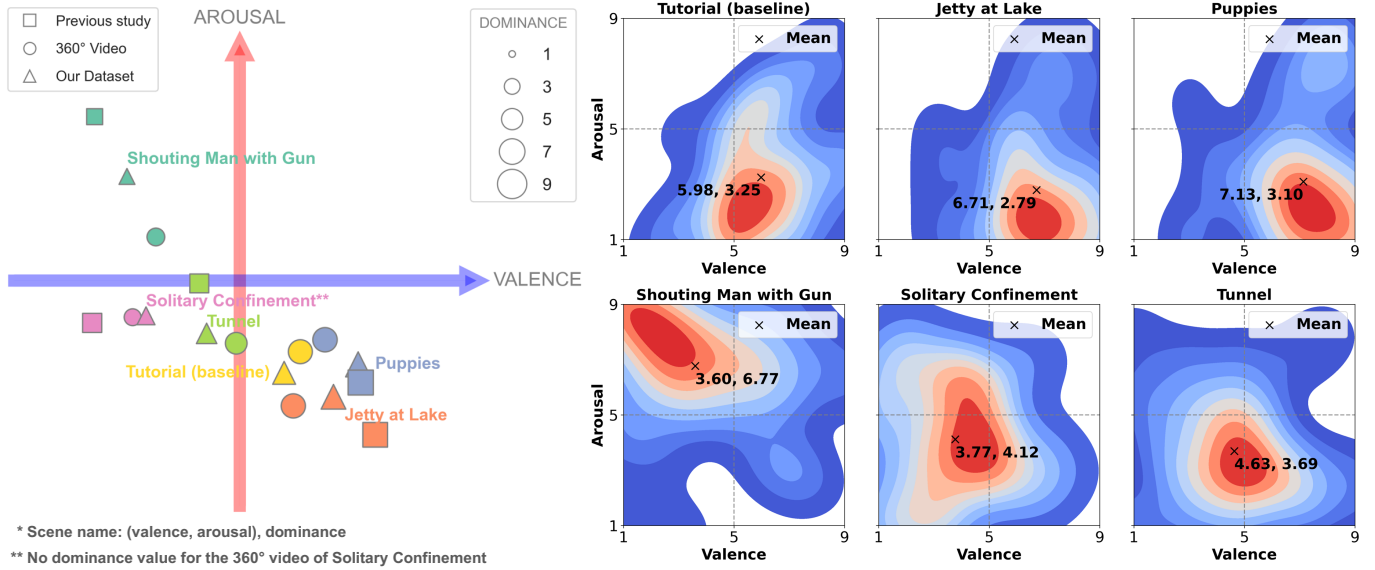 Previous study
360° Video
Our Dataset
AROUSAL
DOMINANCE
1
3
5
7
9
Shouting Man with Gun
VALENCE
Solitary Confinement**
Tunnel
Tutorial (baseline)
Puppies
Jetty at Lake
* Scene name: (valence, arousal), dominance
** No dominance value for the 360° video of Solitary Confinement
Tutorial (baseline)
Mean
5.98, 3.25
Arousal
9
5
1
1 5 9
Valence
Jetty at Lake
Mean
6.71, 2.79
1 5 9
Valence
Puppies
Mean
7.13, 3.10
1 5 9
Valence
Shouting Man with Gun
Mean
3.60, 6.77
Arousal
9
5
1
1 5 9
Valence
Solitary Confinement
Mean
3.77, 4.12
1 5 9
Valence
Tunnel
Mean
4.63, 3.69
1 5 9
Valence